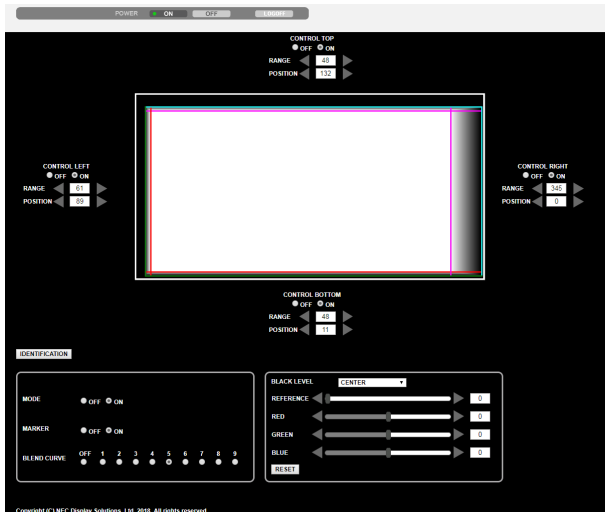 POWER ON OFF LOGOFF
CONTROL TOP
OFF ON
RANGE 48
POSITION 132
CONTROL LEFT
OFF ON
RANGE 61
POSITION 89
CONTROL RIGHT
OFF ON
RANGE 345
POSITION 0
CONTROL BOTTOM
OFF ON
RANGE 48
POSITION 11
IDENTIFICATION
MODE OFF ON
MARKER OFF ON
OFF 1 2 3 4 5 6 7 8 9
BLEND CURVE
BLACK LEVEL CENTER
REFERENCE 0
RED 0
GREEN 0
BLUE 0
RESET
Copyright (C) NEC Display Solutions, Ltd. 2018. All rights reserved.